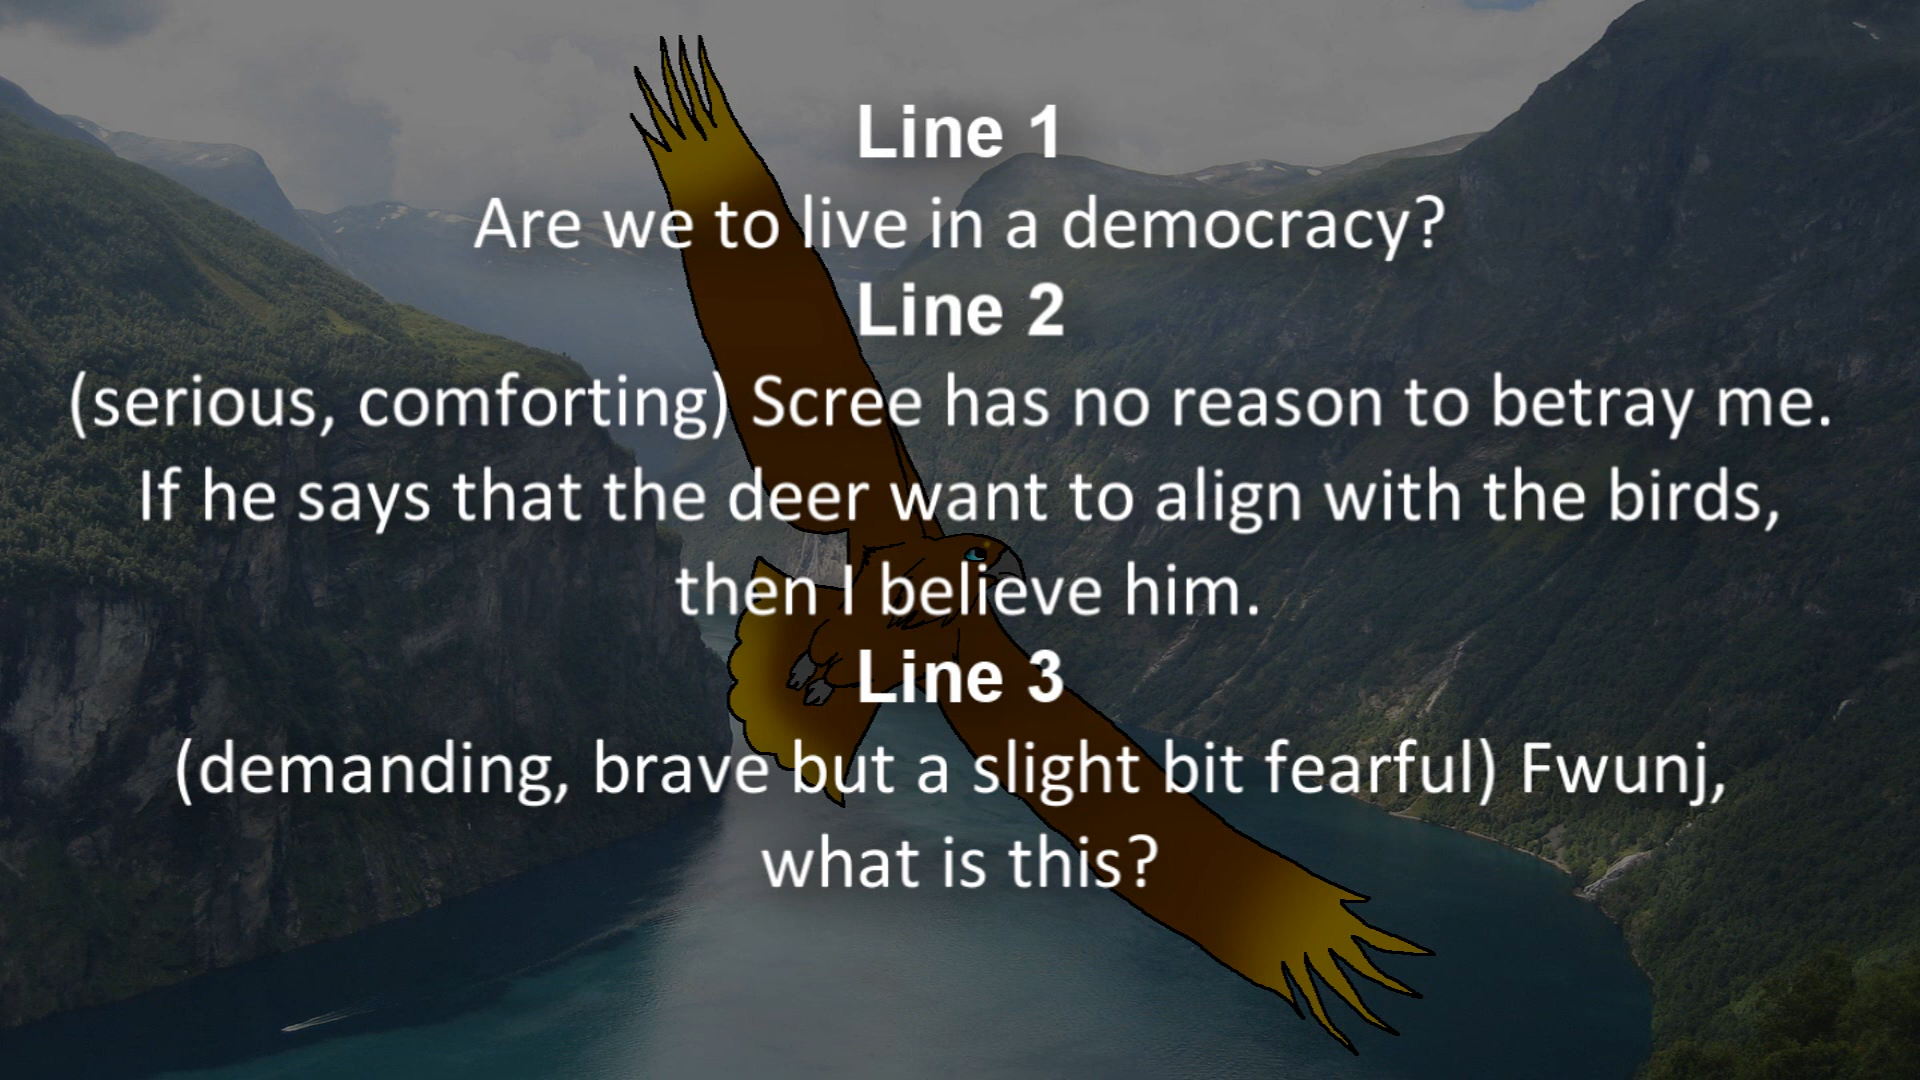 Line 1
Are we to live in a democracy?
Line 2
(serious, comforting) Scree has no reason to betray me.
If he says that the deer want to align with the birds,
then I believe him.
Line 3
(demanding, brave but a slight bit fearful) Fwunj,
what is this?